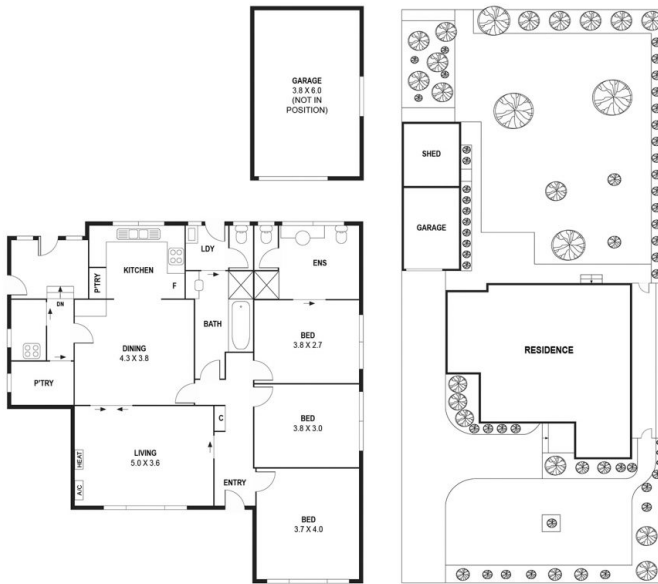 GARAGE
3.8 X 6.0
(NOT IN
POSITION)
LDY
KITCHEN
P'TRY
F
ENS
DN
BATH
DINING
4.3 X 3.8
BED
3.8 X 2.7
P'TRY
BED
3.8 X 3.0
C
LIVING
5.0 X 3.6
HEAT
A/C
ENTRY
BED
3.7 X 4.0
SHED
GARAGE
RESIDENCE